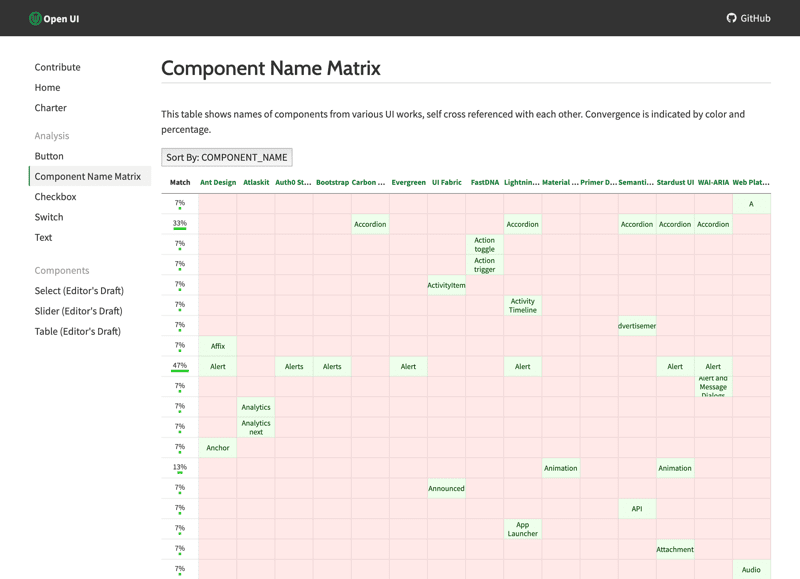 Open UI
GitHub
Contribute
Home
Charter
Analysis
Button
Component Name Matrix
Checkbox
Switch
Text
Components
Select (Editor's Draft)
Slider (Editor's Draft)
Table (Editor's Draft)
Component Name Matrix
This table shows names of components from various UI works, self cross referenced with each other. Convergence is indicated by color and
percentage.
Sort By: COMPONENT_NAME
Match Ant Design Atlaskit Auth0 St... Bootstrap Carbon ... Evergreen UI Fabric FastDNA Lightnin... Material ... Primer D... Semanti... Stardust UI WAI-ARIA Web Plat...
7% A
33% Accordion Accordion Accordion Accordion Accordion
7% Action
toggle
7% Action
trigger
7% ActivityItem
7% Activity
Timeline
7% dvertisemen
7% Affix
47% Alert Alerts Alerts Alert Alert Alert Alert
7% Alert and
Message
Dialogs
7% Analytics
7% Analytics
next
7% Anchor
13% Animation Animation
7% Announced
7% API
7% App
Launcher
7% Attachment
7% Audio